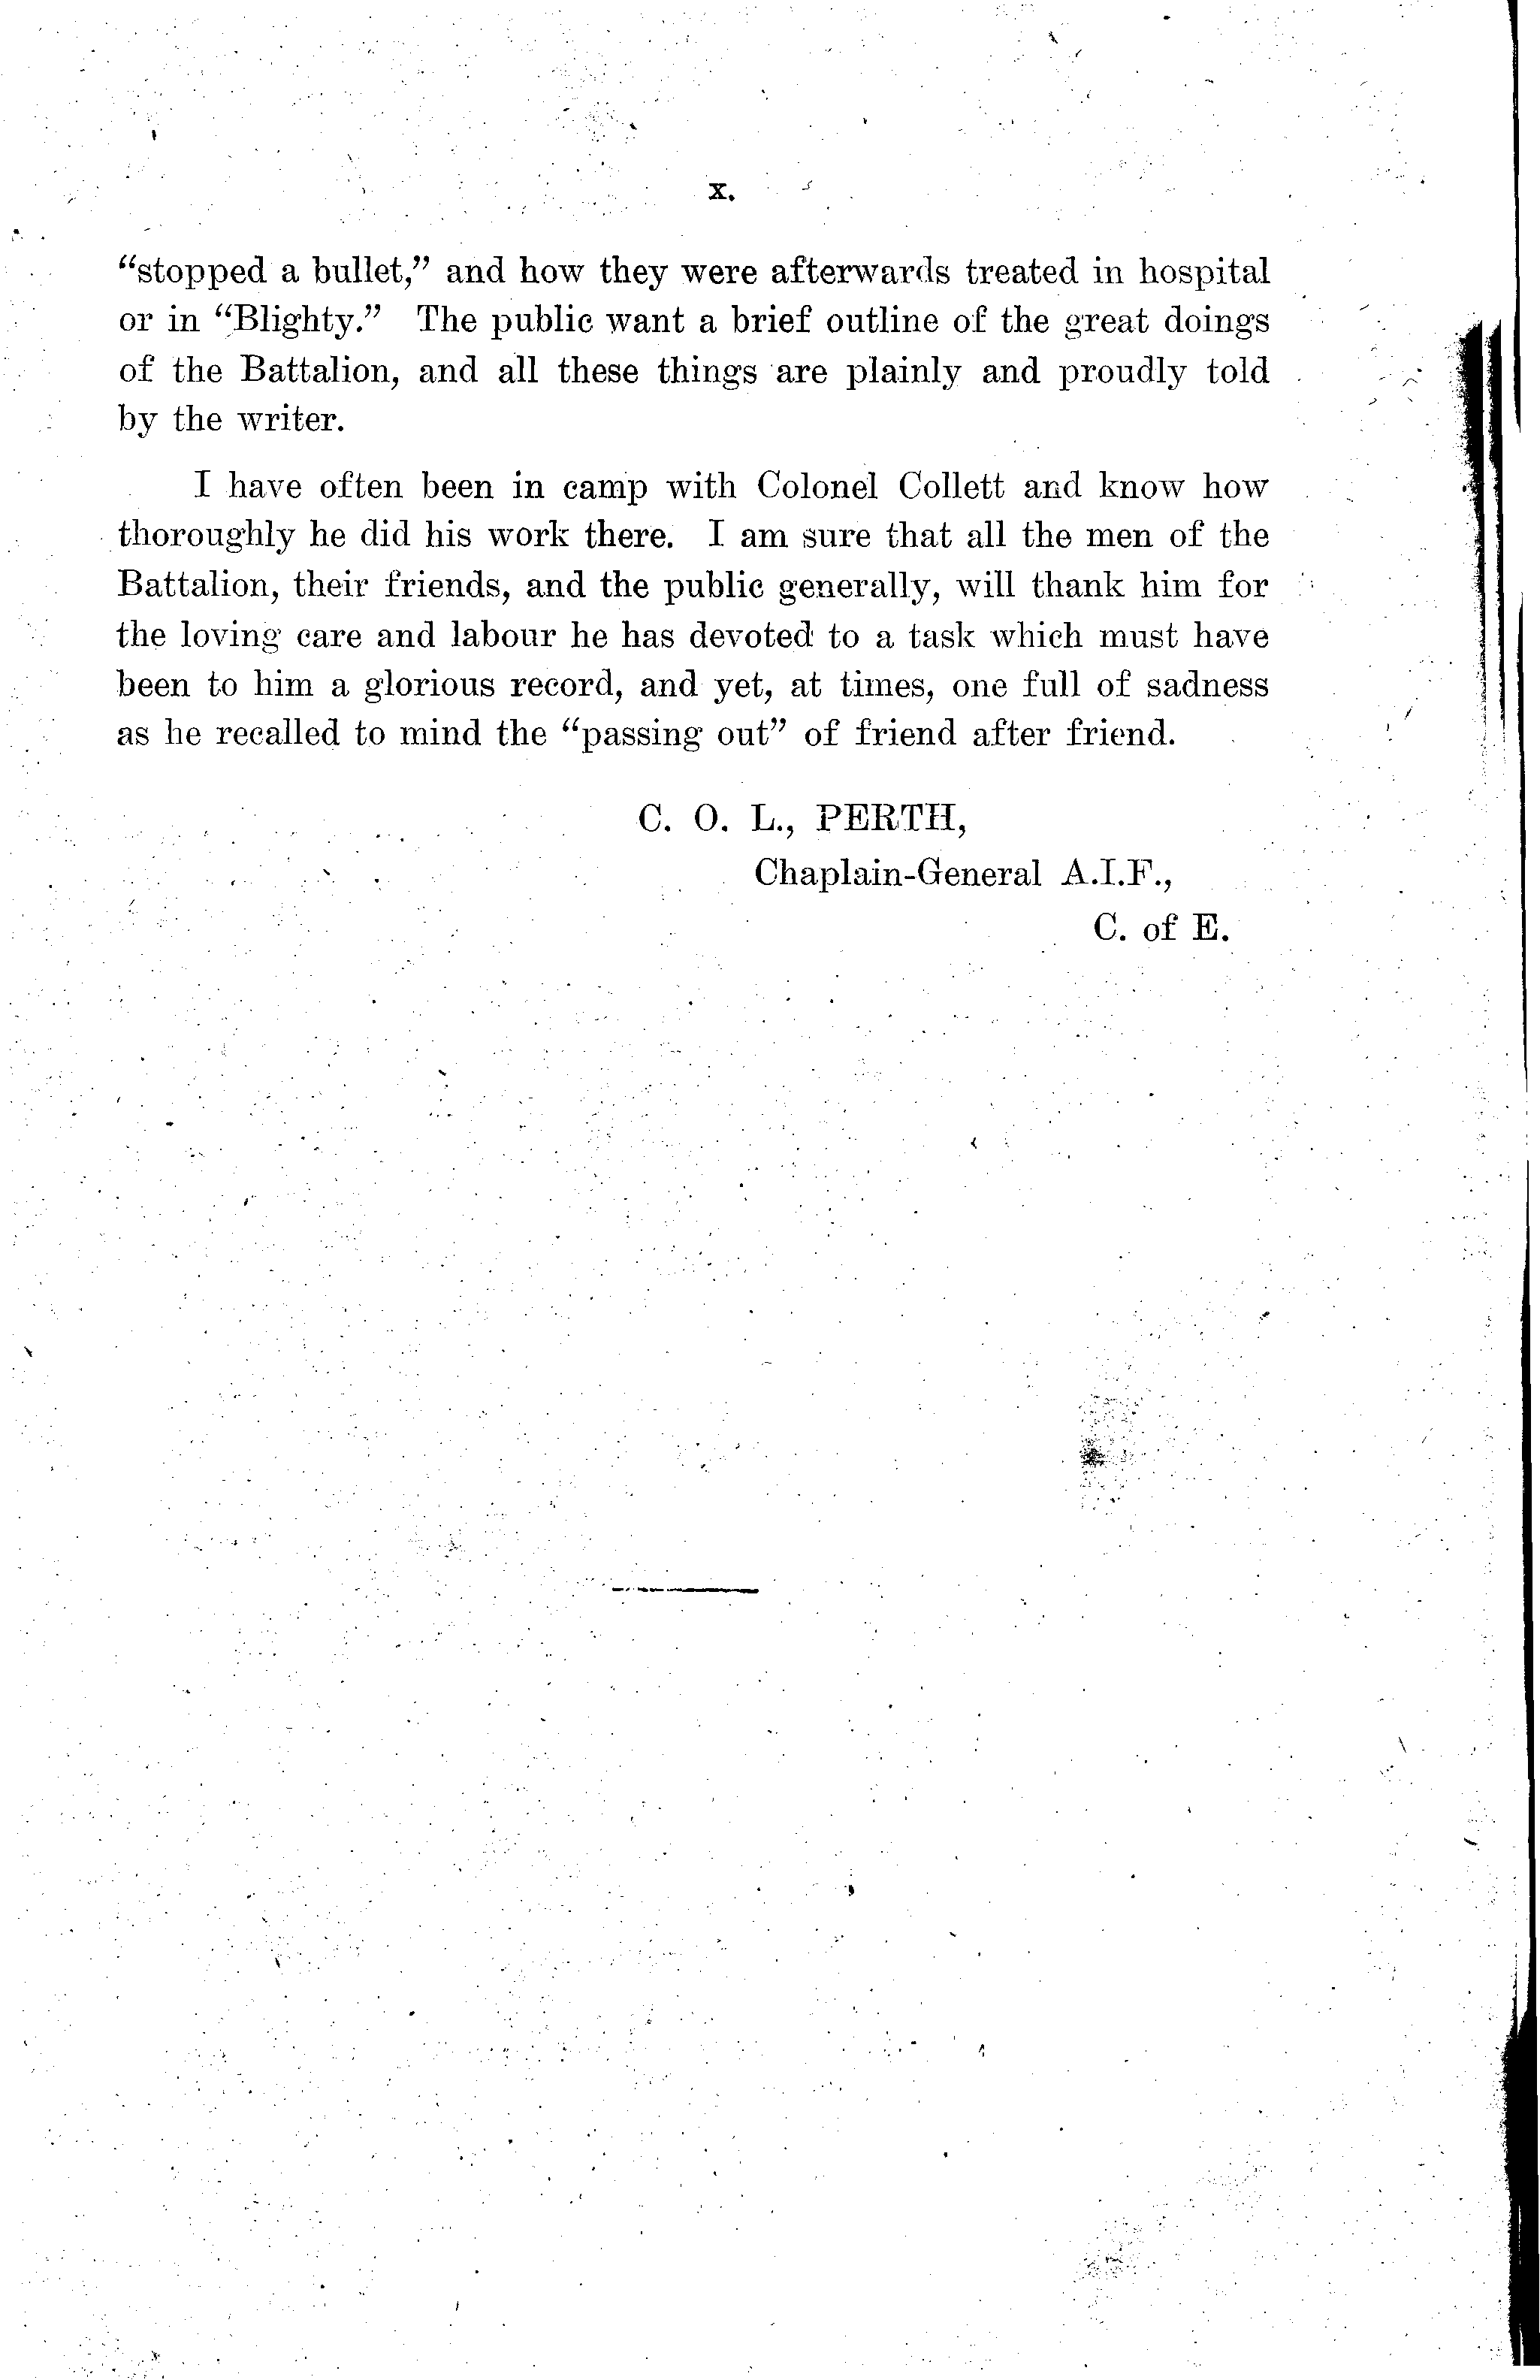 X.
“stopped a bullet,” and how they were afterwards treated in hospital
or in “Blighty.” The public want a brief outline of the great doings
of the Battalion, and all these things are plainly and proudly told
by the writer.
I have often been in camp with Colonel Collett and know how
thoroughly he did his work there. I am sure that all the men of the
Battalion, their friends, and the public generally, will thank him for
the loving care and labour he has devoted to a task which must have
been to him a glorious record, and yet, at times, one full of sadness
as he recalled to mind the “passing out” of friend after friend.
C. O. L., PERTH,
Chaplain-General A.I.F.,
C. of E.